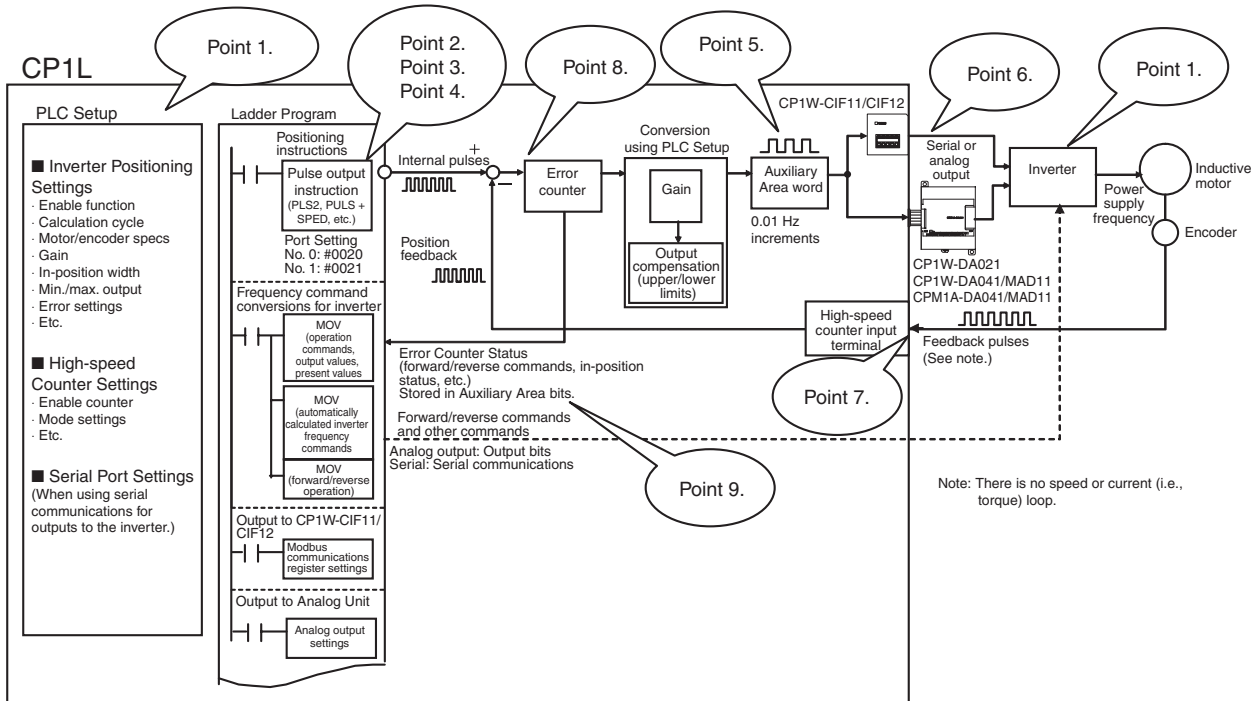 Point 1.
Point 2.
Point 3.
Point 4.
Point 8.
Point 5.
Point 6.
Point 1.
CP1L
PLC Setup
■ Inverter Positioning
Settings
· Enable function
· Calculation cycle
· Motor/encoder specs
· Gain
· In-position width
· Min./max. output
· Error settings
· Etc.
■ High-speed
Counter Settings
· Enable counter
· Mode settings
· Etc.
■ Serial Port Settings
(When using serial
communications for
outputs to the inverter.)
Ladder Program
Positioning
instructions
Pulse output
instruction
(PLS2, PULS +
SPED, etc.)
Port Setting
No. 0: #0020
No. 1: #0021
Frequency command
conversions for inverter
MOV
(operation
commands,
output values,
present values
MOV
(automatically
calculated inverter
frequency
commands)
MOV
(forward/reverse
operation)
Output to CP1W-CIF11/
CIF12
Modbus
communications
register settings
Output to Analog Unit
Analog output
settings
Internal pulses
+
−
Position
feedback
Error
counter
Conversion
using PLC Setup
Gain
Output
compensation
(upper/lower
limits)
Auxiliary
Area word
0.01 Hz
increments
CP1W-CIF11/CIF12
Serial or
analog
output
CP1W-DA021
CP1W-DA041/MAD11
CPM1A-DA041/MAD11
Inverter
Power
supply
frequency
Inductive
motor
Encoder
High-speed
counter input
terminal
Feedback pulses
(See note.)
Point 7.
Error Counter Status
(forward/reverse commands, in-position
status, etc.)
Stored in Auxiliary Area bits.
Forward/reverse commands
and other commands
Analog output: Output bits
Serial: Serial communications
Point 9.
Note: There is no speed or current (i.e.,
torque) loop.